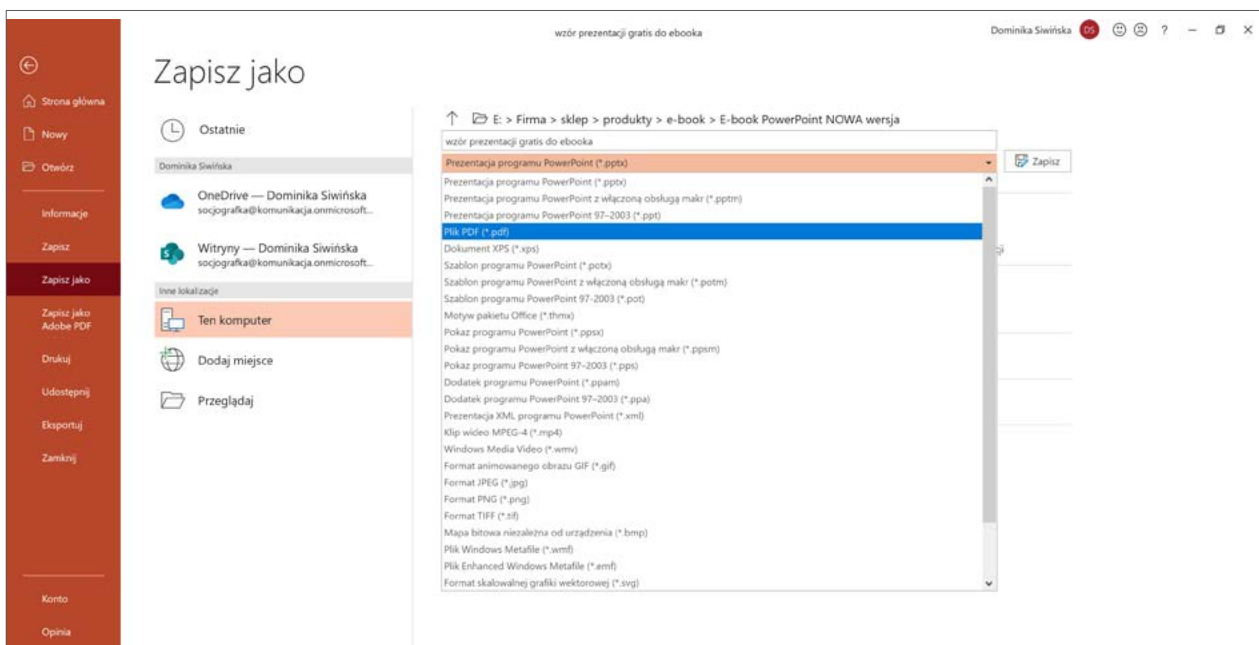 wzór prezentacji gratis do ebooka
Dominika Siwińska DS ? — ×
Strona główna
Nowy
Otwórz
Informacje
Zapisz
Zapisz jako
Zapisz jako
Adobe PDF
Drukuj
Udostępnij
Eksportuj
Zamknij
Konto
Opinia
Zapisz jako
Ostatnie
Dominika Siwińska
OneDrive — Dominika Siwińska
socjografka@komunikacja.onmicrosoft...
Witryny — Dominika Siwińska
socjografka@komunikacja.onmicrosoft...
Inne lokalizacje
Ten komputer
Dodaj miejsce
Przeglądaj
E: > Firma > sklep > produkty > e-book > E-book PowerPoint NOWA wersja
wzór prezentacji gratis do ebooka
Prezentacja programu PowerPoint (*.pptx)
Zapisz
Prezentacja programu PowerPoint (*.pptx)
Prezentacja programu PowerPoint z włączoną obsługą makr (*.pptm)
Prezentacja programu PowerPoint 97–2003 (*.ppt)
Plik PDF (*.pdf)
Dokument XPS (*.xps)
Szablon programu PowerPoint (*.potx)
Szablon programu PowerPoint z włączoną obsługą makr (*.potm)
Szablon programu PowerPoint 97-2003 (*.pot)
Motyw pakietu Office (*.thmx)
Pokaz programu PowerPoint (*.ppsx)
Pokaz programu PowerPoint z włączoną obsługą makr (*.ppsm)
Pokaz programu PowerPoint 97–2003 (*.pps)
Dodatek programu PowerPoint (*.ppam)
Dodatek programu PowerPoint 97–2003 (*.ppa)
Prezentacja XML programu PowerPoint (*.xml)
Klip wideo MPEG-4 (*.mp4)
Windows Media Video (*.wmv)
Format animowanego obrazu GIF (*.gif)
Format JPEG (*.jpg)
Format PNG (*.png)
Format TIFF (*.tif)
Mapa bitowa niezależna od urządzenia (*.bmp)
Plik Windows Metafile (*.wmf)
Plik Enhanced Windows Metafile (*.emf)
Format skalowalnej grafiki wektorowej (*.svg)